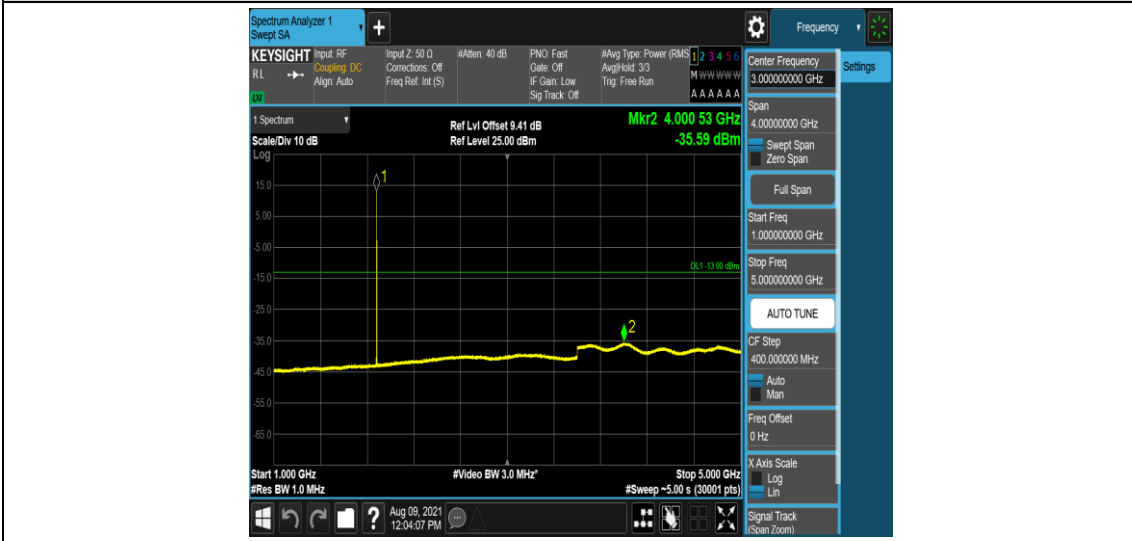 Spectrum Analyzer 1
Swept SA
+
Frequency
KEYSIGHT
Input: RF
Input Z: 50 Ω
#Atten: 40 dB
PNO: Fast
#Avg Type: Power (RMS
1 2 3 4 5 6
RL
Coupling: DC
Corrections: Off
Gate: Off
Avg|Hold: 3/3
M W W W W W
Align: Auto
Freq Ref: Int (S)
IF Gain: Low
Trig: Free Run
Sig Track: Off
A A A A A A
1 Spectrum
Ref Lvl Offset 9.41 dB
Mkr2 4.000 53 GHz
Scale/Div 10 dB
Ref Level 25.00 dBm
-35.59 dBm
Log
1
15.0
5.00
-5.00
DL1 -13.00 dBm
-15.0
-25.0
2
-35.0
-45.0
-55.0
-65.0
Start 1.000 GHz
#Video BW 3.0 MHz*
Stop 5.000 GHz
#Res BW 1.0 MHz
#Sweep ~5.00 s (30001 pts)
?
Aug 09, 2021
12:04:07 PM
Center Frequency
3.000000000 GHz
Settings
Span
4.00000000 GHz
Swept Span
Zero Span
Full Span
Start Freq
1.000000000 GHz
Stop Freq
5.000000000 GHz
AUTO TUNE
CF Step
400.000000 MHz
Auto
Man
Freq Offset
0 Hz
X Axis Scale
Log
Lin
Signal Track
(Span Zoom)